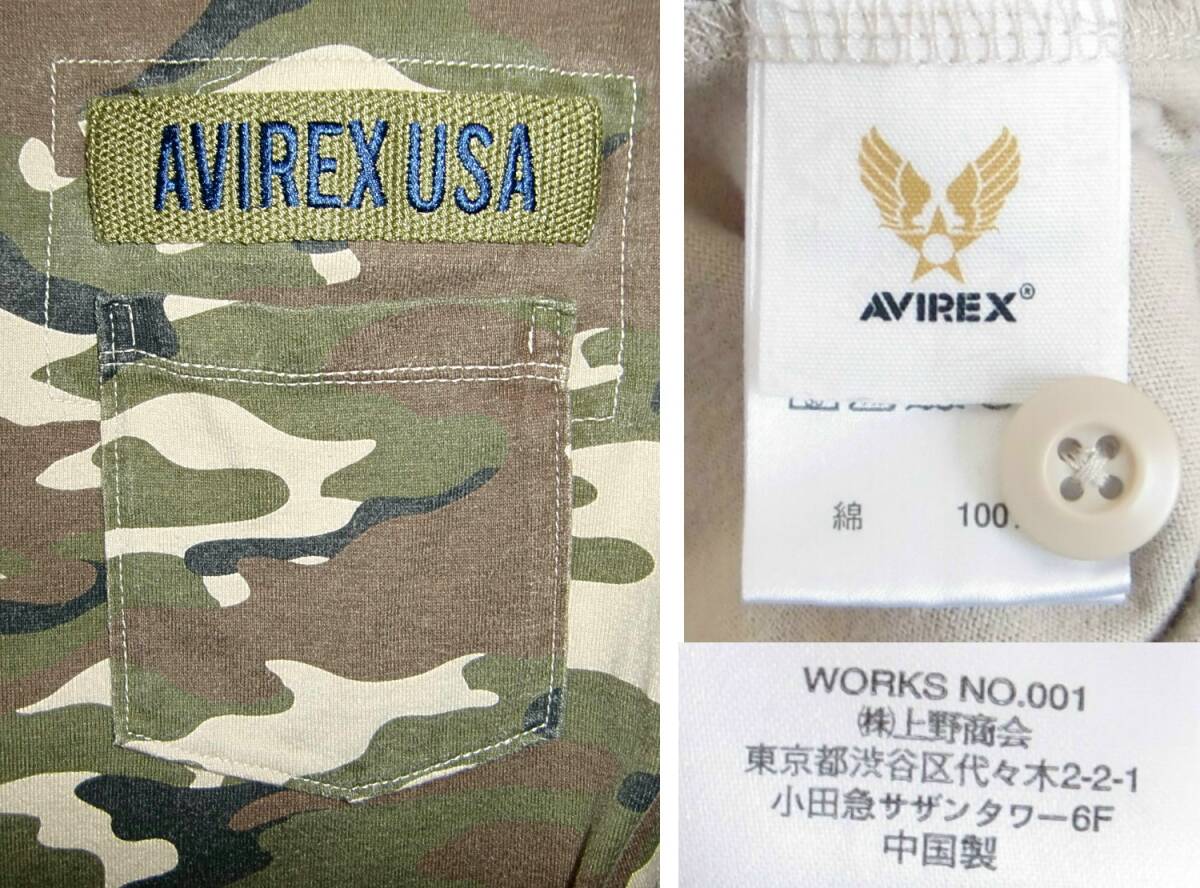 AVIREX USA
AVIREX®
綿 100
WORKS NO.001
㈱上野商会
東京都渋谷区代々木2-2-1
小田急サザンタワー6F
中国製